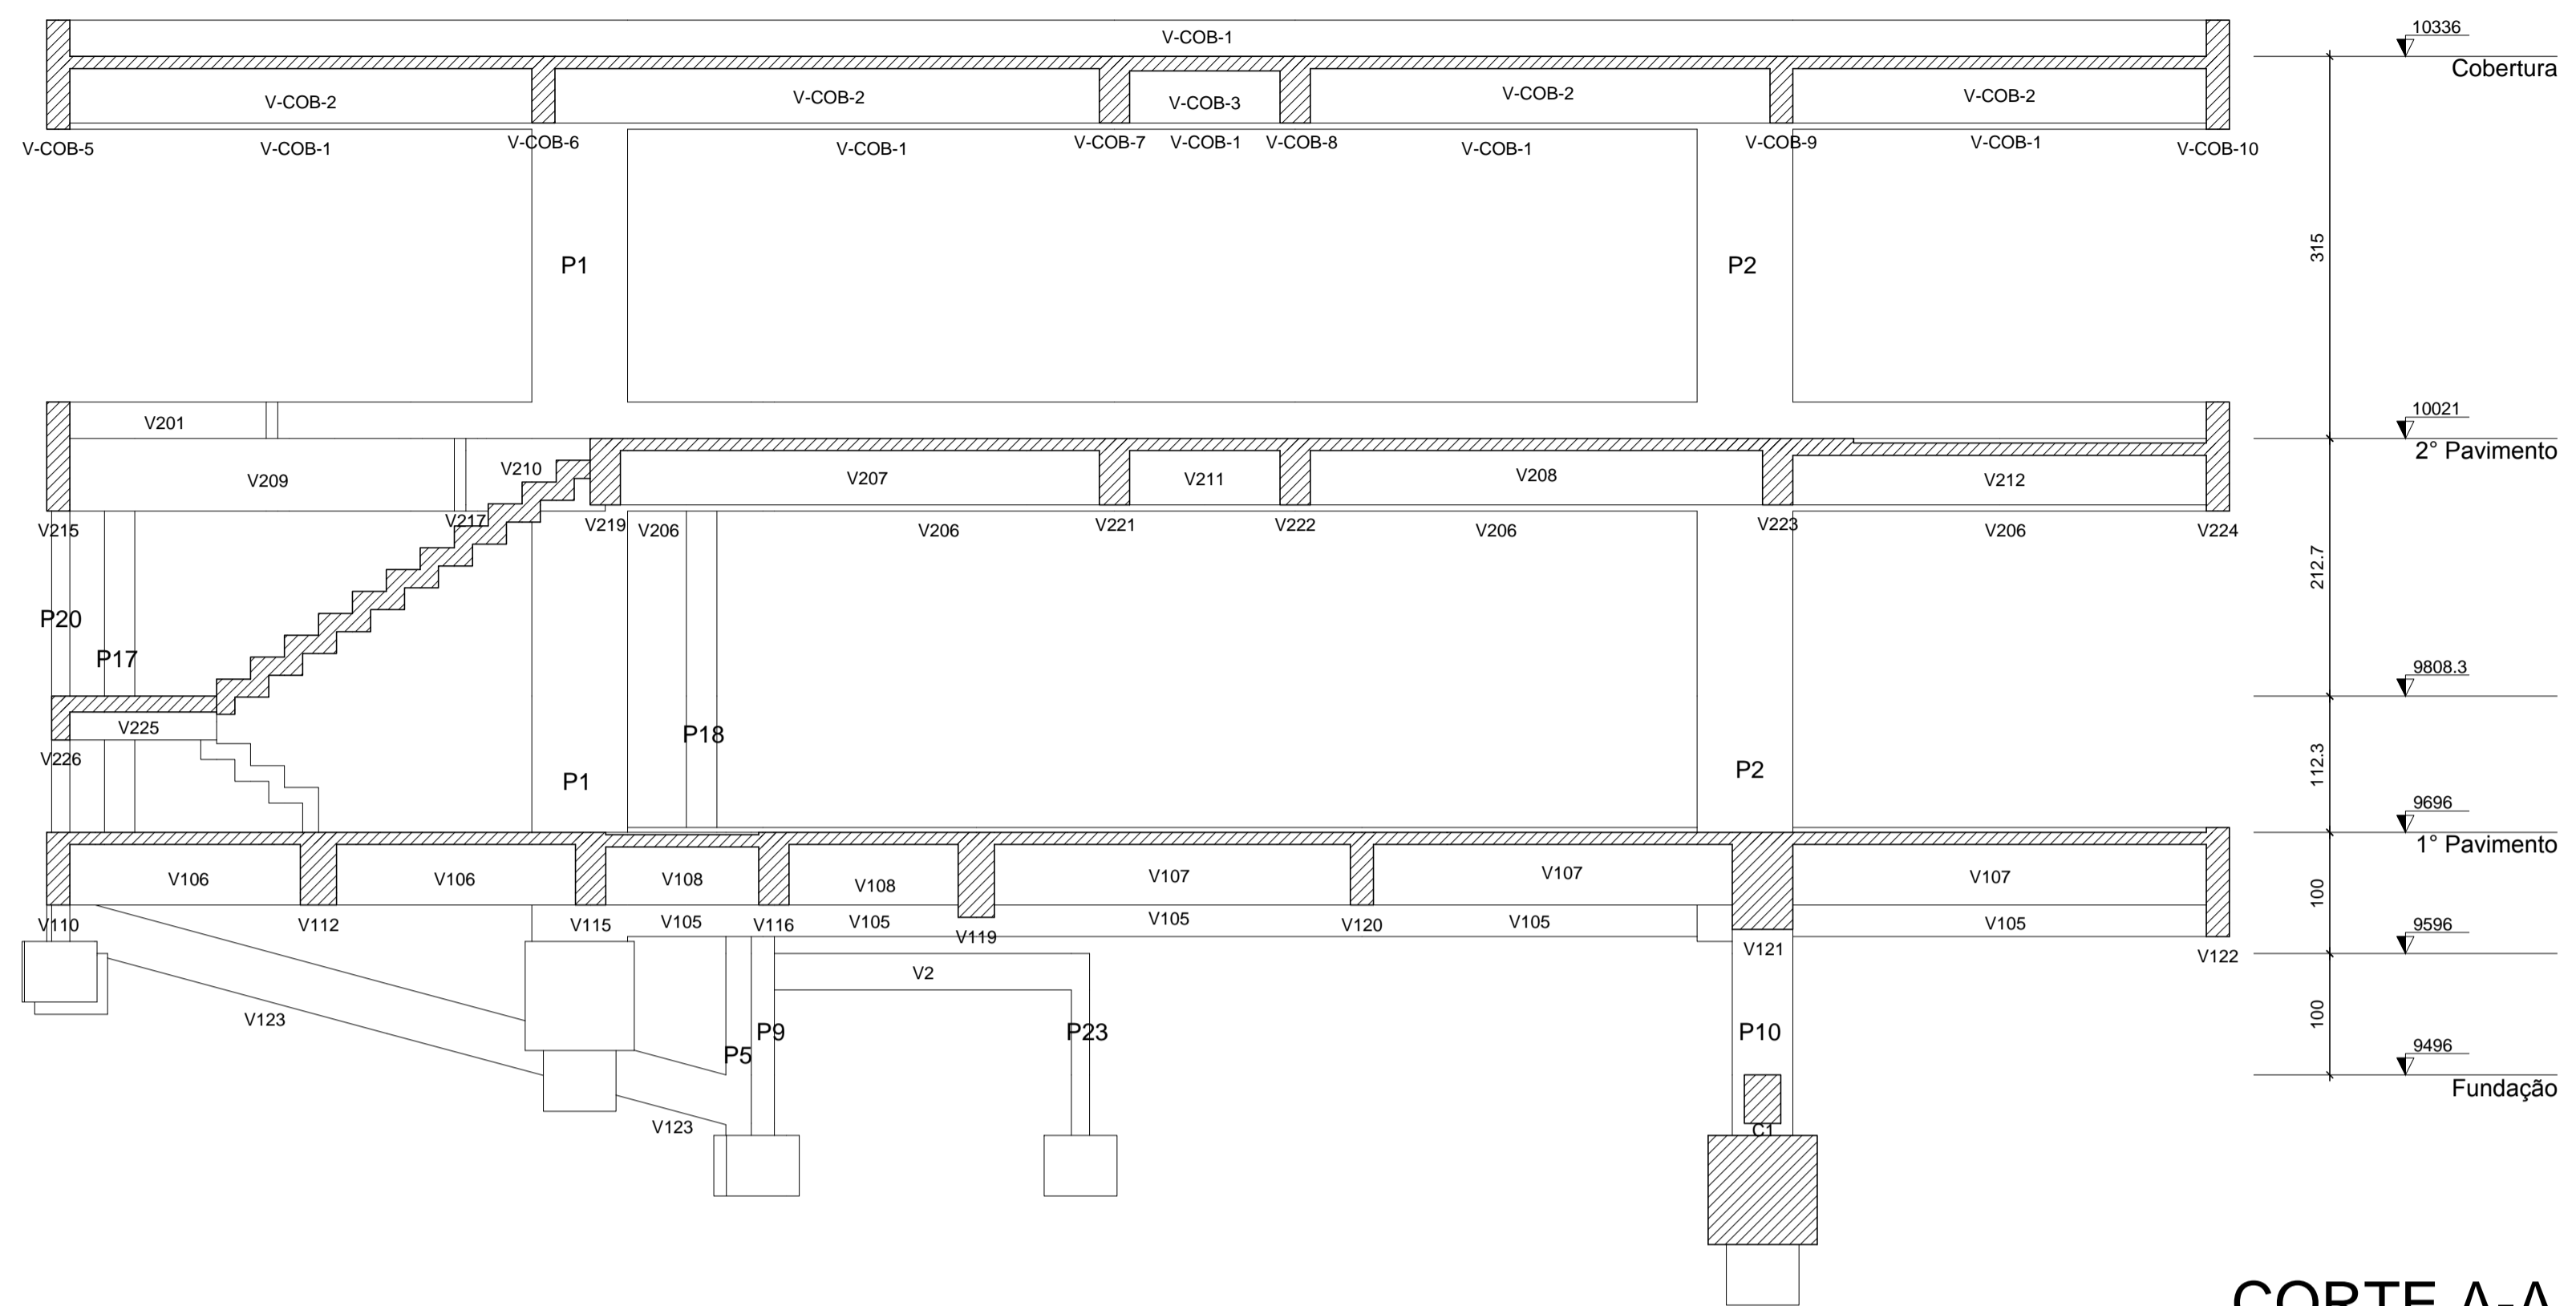 V-COB-1
10336
Cobertura
V-COB-2 V-COB-2 V-COB-3 V-COB-2 V-COB-2
V-COB-5 V-COB-1 V-COB-6 V-COB-1 V-COB-7 V-COB-1 V-COB-8 V-COB-1 V-COB-9 V-COB-1 V-COB-10
315
P1 P2
10021
2° Pavimento
V201
V209 V210 V207 V211 V208 V212
V215 V217 V219 V206 V206 V221 V222 V206 V223 V206 V224
212.7
P20
P17
9808.3
V225
P18
V226
P1 P2
112.3
9696
1° Pavimento
V106 V106 V108 V108 V107 V107 V107
100
V110 V112 V115 V105 V116 V105 V119 V105 V120 V105 V121 V105 V122
9596
V2
V123
P5 P9 P23 P10
100
9496
Fundação
V123
C1
CORTE A-A